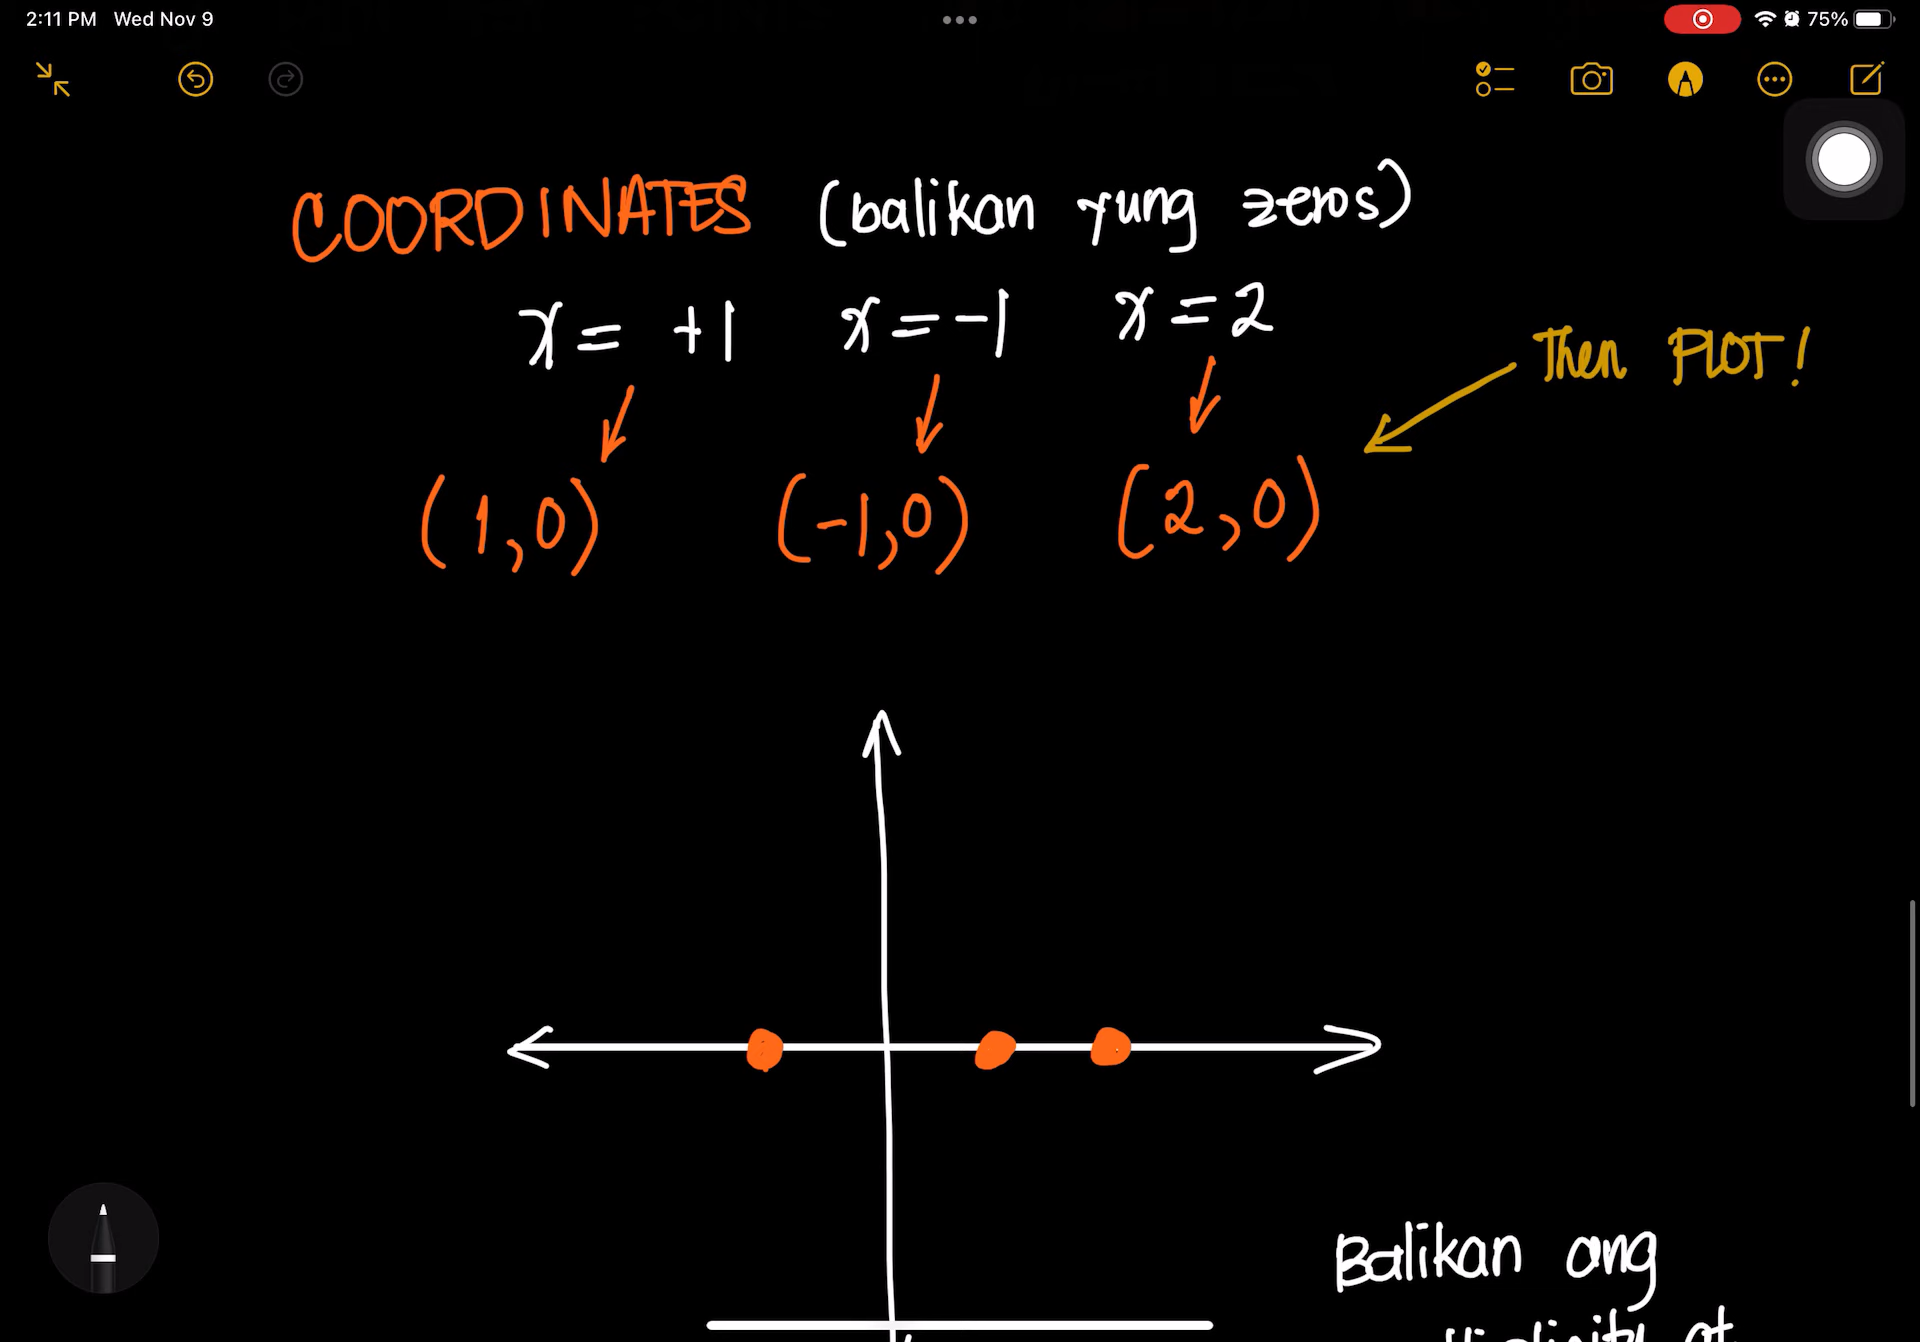 2:11 PM Wed Nov 9
75%
COORDINATES (balikan yung zeros)
x = +1 x = -1 x = 2
Then PLOT!
(1,0) (-1,0) (2,0)
Balikan ang